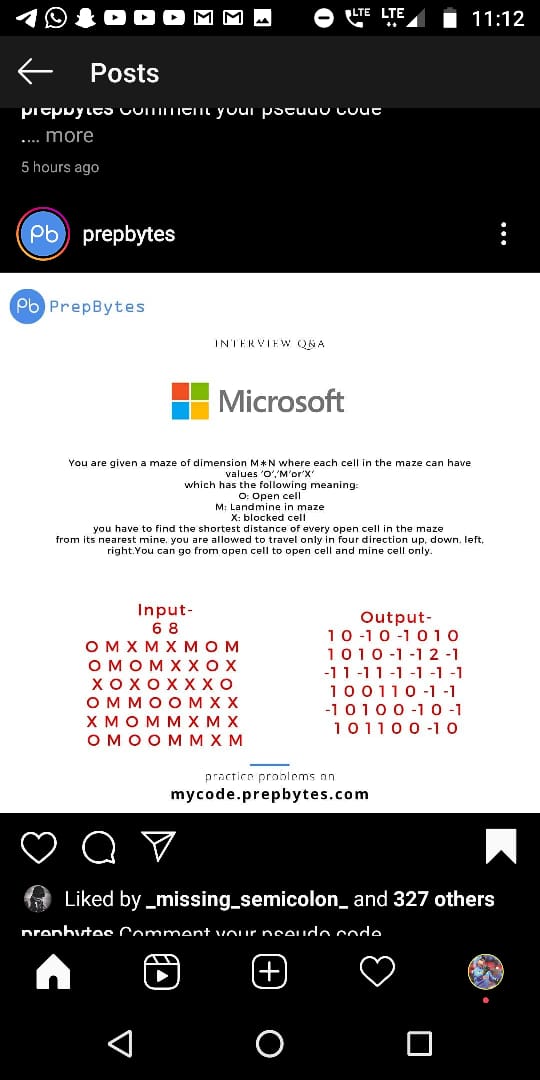 LTE LTE 11:12
Posts
prepbytes Comment your pseudo code
.... more
5 hours ago
Pb prepbytes
Pb PrepBytes
INTERVIEW Q&A
Microsoft
You are given a maze of dimension M*N where each cell in the maze can have
values 'O','M'or'X'
which has the following meaning:
O: Open cell
M: Landmine in maze
X: blocked cell
you have to find the shortest distance of every open cell in the maze
from its nearest mine. you are allowed to travel only in four direction up, down, left,
right.You can go from open cell to open cell and mine cell only.
Input-
6 8
O M X M X M O M
O M O M X X O X
X O X O X X X O
O M M O O M X X
X M O M M X M X
O M O O M M X M
Output-
1 0 -1 0 -1 0 1 0
1 0 1 0 -1 -1 2 -1
-1 1 -1 1 -1 -1 -1 -1
1 0 0 1 1 0 -1 -1
-1 0 1 0 0 -1 0 -1
1 0 1 1 0 0 -1 0
practice problems on
mycode.prepbytes.com
Liked by _missing_semicolon_ and 327 others
prepbytes Comment your pseudo code